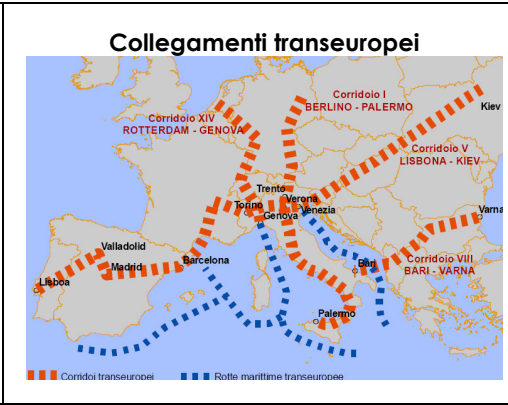 Collegamenti transeuropei
Corridoio XIV
ROTTERDAM - GENOVA
Corridoio I
BERLINO - PALERMO
Kiev
Corridoio V
LISBONA - KIEV
Trento
Verona
Torino
Venezia
Genova
Varna
Valladolid
Madrid
Barcelona
Lisboa
Bari
Corridoio VIII
BARI - VARNA
Palermo
Corridoi transeuropei
Rotte marittime transeuropee